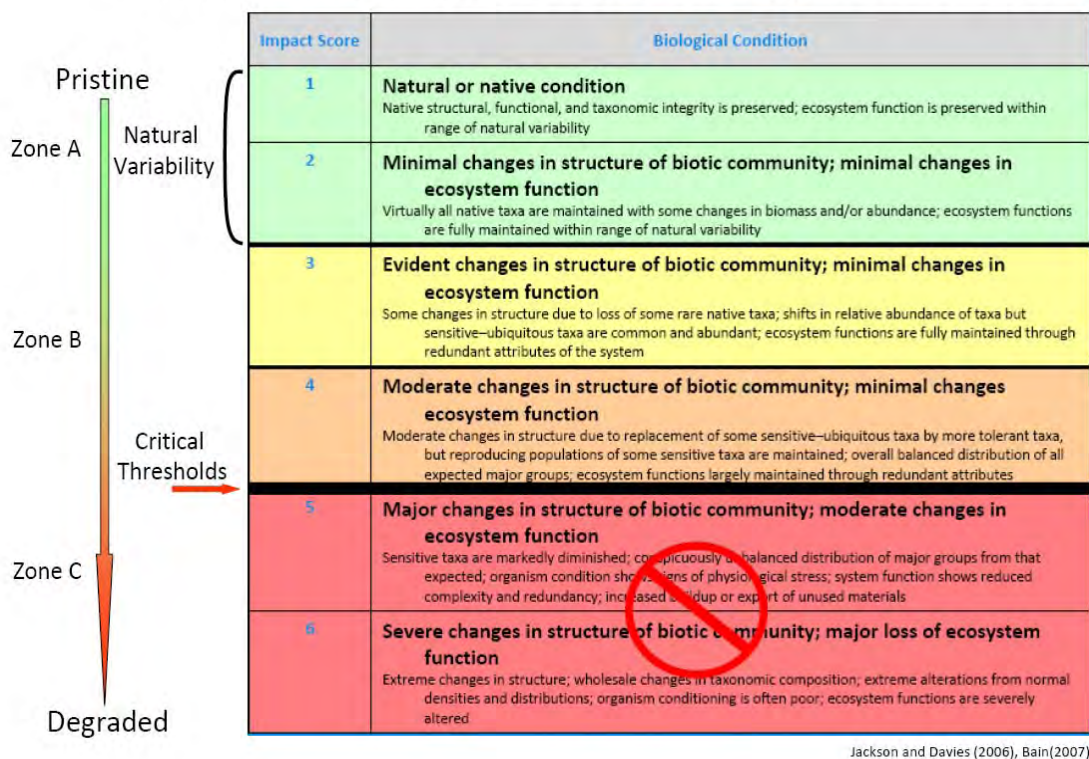 Impact Score
Biological Condition
Pristine
Zone A
Natural
Variability
1
Natural or native condition
Native structural, functional, and taxonomic integrity is preserved; ecosystem function is preserved within
range of natural variability
2
Minimal changes in structure of biotic community; minimal changes in
ecosystem function
Virtually all native taxa are maintained with some changes in biomass and/or abundance; ecosystem functions
are fully maintained within range of natural variability
Zone B
3
Evident changes in structure of biotic community; minimal changes in
ecosystem function
Some changes in structure due to loss of some rare native taxa; shifts in relative abundance of taxa but
sensitive–ubiquitous taxa are common and abundant; ecosystem functions are fully maintained through
redundant attributes of the system
4
Moderate changes in structure of biotic community; minimal changes
ecosystem function
Moderate changes in structure due to replacement of some sensitive–ubiquitous taxa by more tolerant taxa,
but reproducing populations of some sensitive taxa are maintained; overall balanced distribution of all
expected major groups; ecosystem functions largely maintained through redundant attributes
Critical
Thresholds
Zone C
5
Major changes in structure of biotic community; moderate changes in
ecosystem function
Sensitive taxa are markedly diminished; conspicuously unbalanced distribution of major groups from that
expected; organism condition shows signs of physiological stress; system function shows reduced
complexity and redundancy; increased buildup or export of unused materials
6
Severe changes in structure of biotic community; major loss of ecosystem
function
Extreme changes in structure; wholesale changes in taxonomic composition; extreme alterations from normal
densities and distributions; organism conditioning is often poor; ecosystem functions are severely
altered
Degraded
Jackson and Davies (2006), Bain(2007)